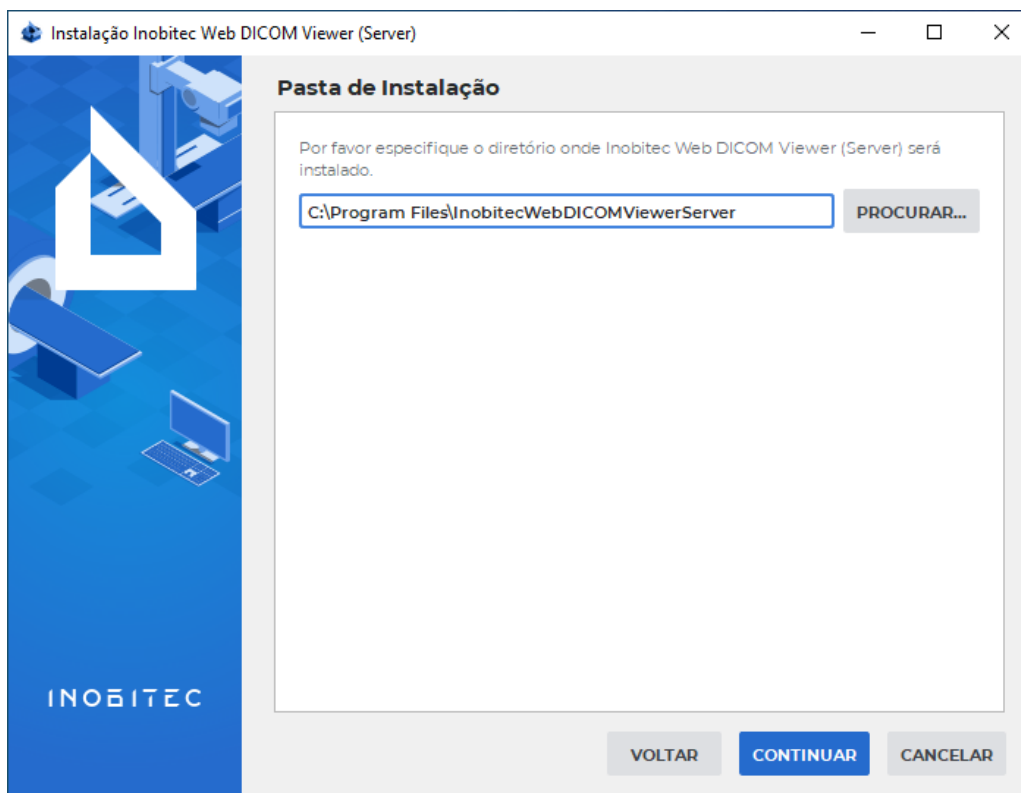 Instalação Inobitec Web DICOM Viewer (Server)
Pasta de Instalação
Por favor especifique o diretório onde Inobitec Web DICOM Viewer (Server) será
instalado.
C:\Program Files\InobitecWebDICOMViewerServer
PROCURAR...
INOBITEC
VOLTAR
CONTINUAR
CANCELAR